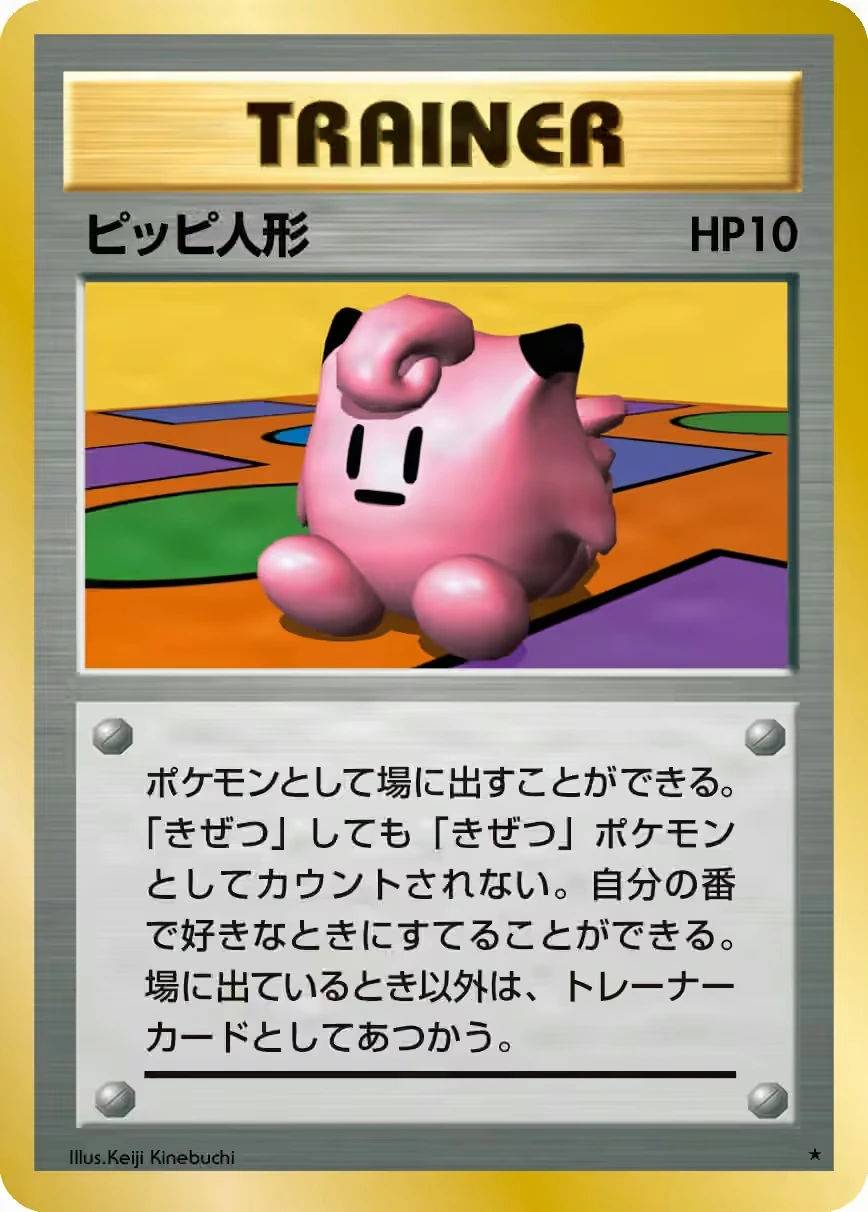 TRAINER
ピッピ人形 HP10
ポケモンとして場に出すことができる。
「きぜつ」しても「きぜつ」ポケモン
としてカウントされない。自分の番
で好きなときにすてることができる。
場に出ているとき以外は、トレーナー
カードとしてあつかう。
Illus.Keiji Kinebuchi ★